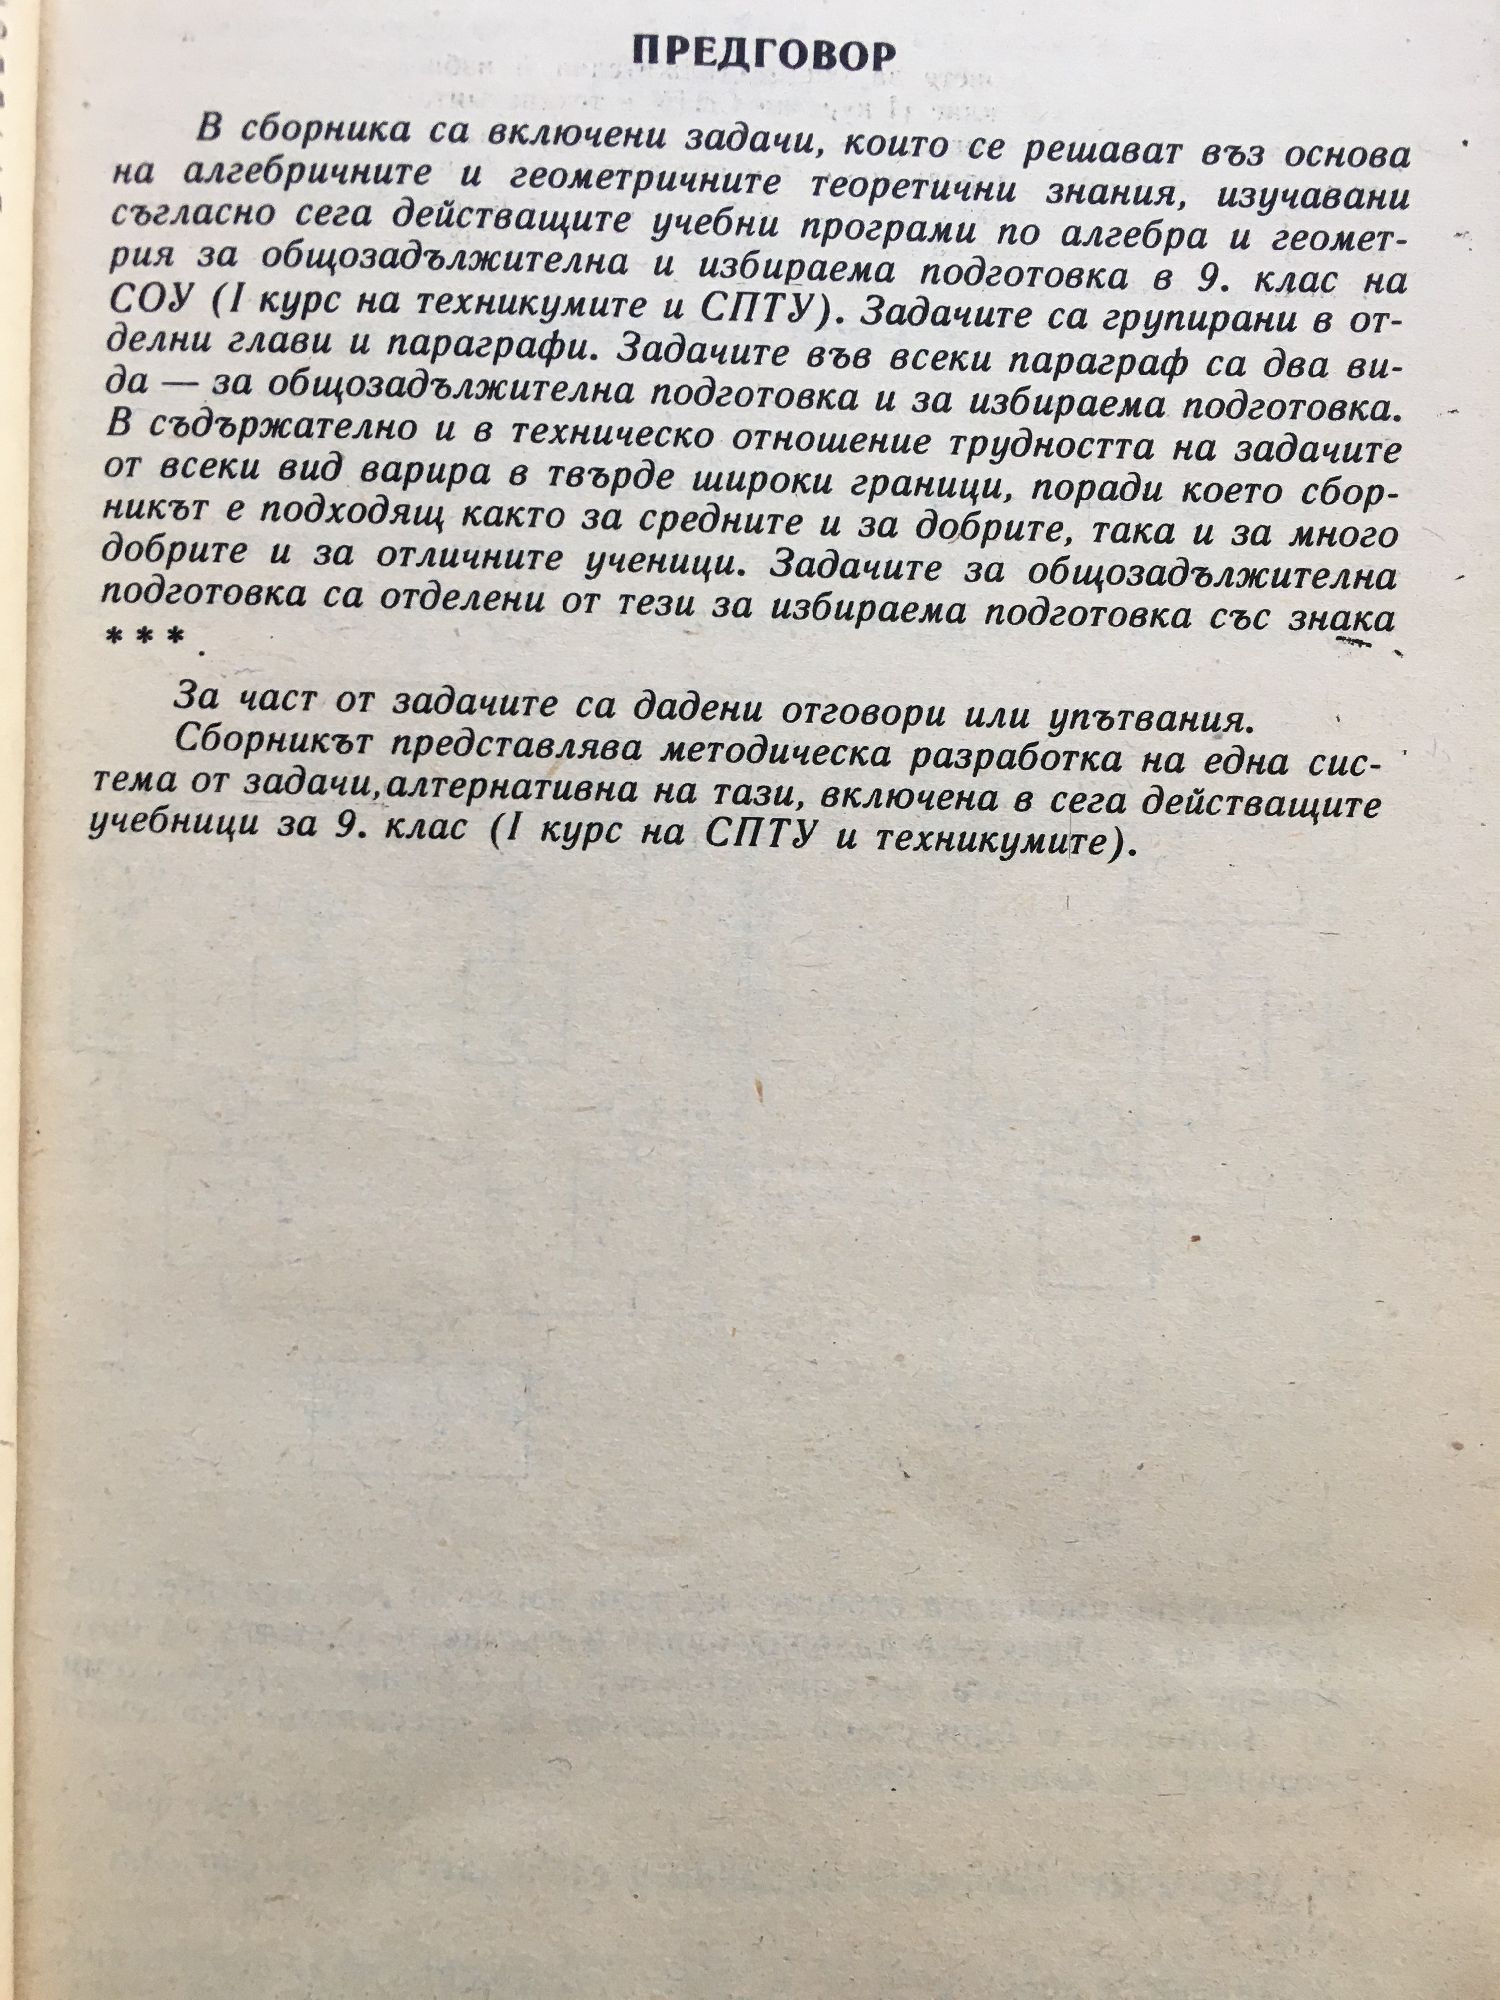 ПРЕДГОВОР
В сборника са включени задачи, които се решават въз основа
на алгебричните и геометричните теоретични знания, изучавани
съгласно сега действащите учебни програми по алгебра и геомет-
рия за общозадължителна и избираема подготовка в 9. клас на
СОУ (I курс на техникумите и СПТУ). Задачите са групирани в от-
делни глави и параграфи. Задачите във всеки параграф са два ви-
да — за общозадължителна подготовка и за избираема подготовка.
В съдържателно и в техническо отношение трудността на задачите
от всеки вид варира в твърде широки граници, поради което сбор-
никът е подходящ както за средните и за добрите, така и за много
добрите и за отличните ученици. Задачите за общозадължителна
подготовка са отделени от тези за избираема подготовка със знака
* * * .
За част от задачите са дадени отговори или упътвания.
Сборникът представлява методическа разработка на една сис-
тема от задачи,алтернативна на тази, включена в сега действащите
учебници за 9. клас (I курс на СПТУ и техникумите).